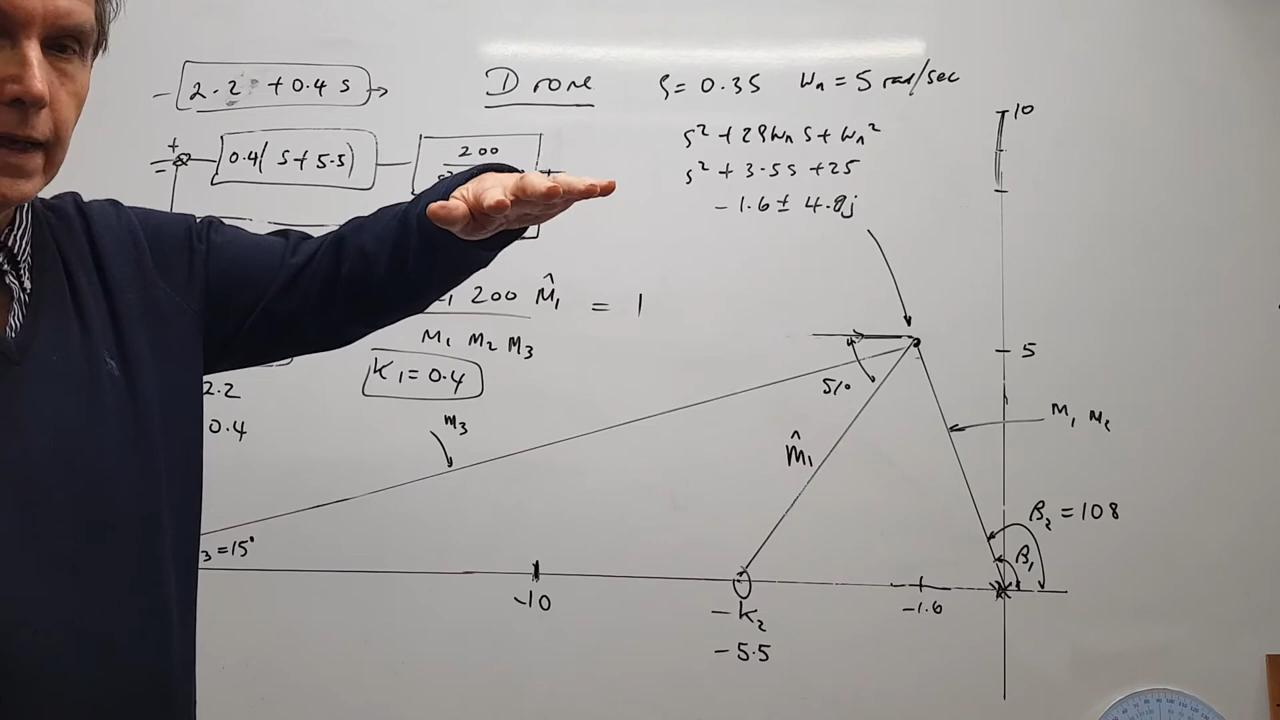 - 2.2 + 0.4 s
Drone
ζ = 0.35 ωn = 5 rad/sec
s² + 2ζωn s + ωn²
s² + 3.5s + 25
- 1.6 ± 4.8j
+
-
0.4( s + 5.5)
200
200 M̂1 = 1
M1 M2 M3
K1 = 0.4
2.2
0.4
10
5
51°
m3
M̂1
M1 M2
β2 = 108
β1
3 = 15°
-10
-K2
-5.5
-1.6